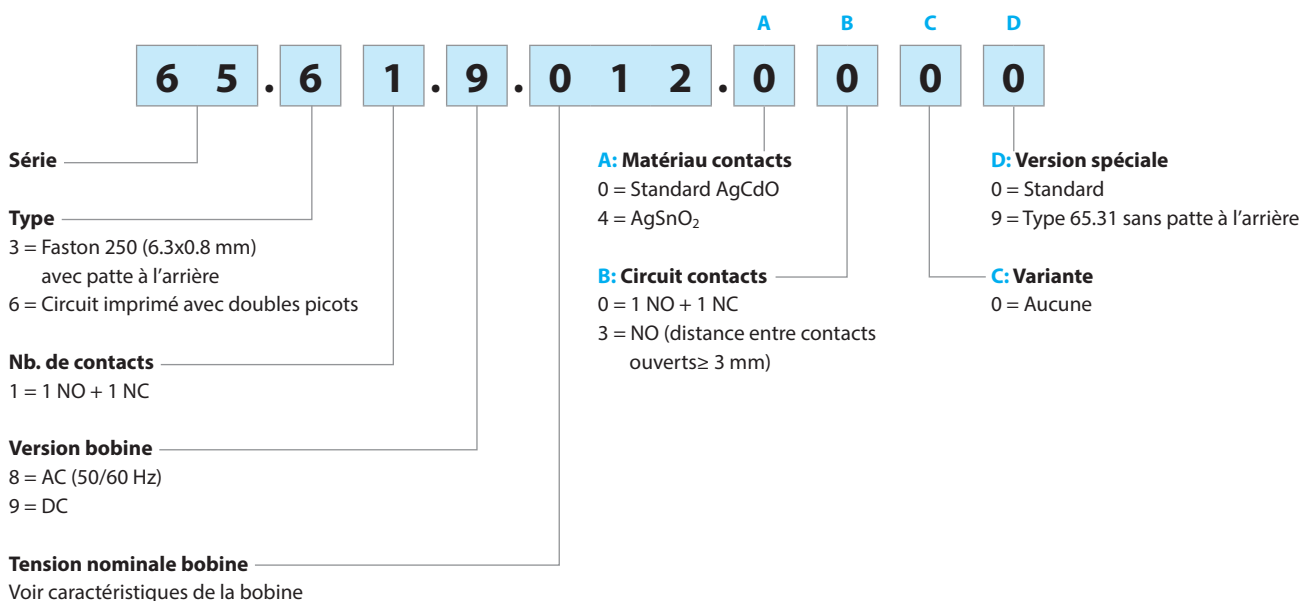 A B C D
6 5 . 6 1 . 9 . 0 1 2 . 0 0 0 0
Série
Type
3 = Faston 250 (6.3x0.8 mm)
avec patte à l'arrière
6 = Circuit imprimé avec doubles picots
Nb. de contacts
1 = 1 NO + 1 NC
Version bobine
8 = AC (50/60 Hz)
9 = DC
Tension nominale bobine
Voir caractéristiques de la bobine
A: Matériau contacts
0 = Standard AgCdO
4 = AgSnO₂
B: Circuit contacts
0 = 1 NO + 1 NC
3 = NO (distance entre contacts
ouverts≥ 3 mm)
D: Version spéciale
0 = Standard
9 = Type 65.31 sans patte à l'arrière
C: Variante
0 = Aucune